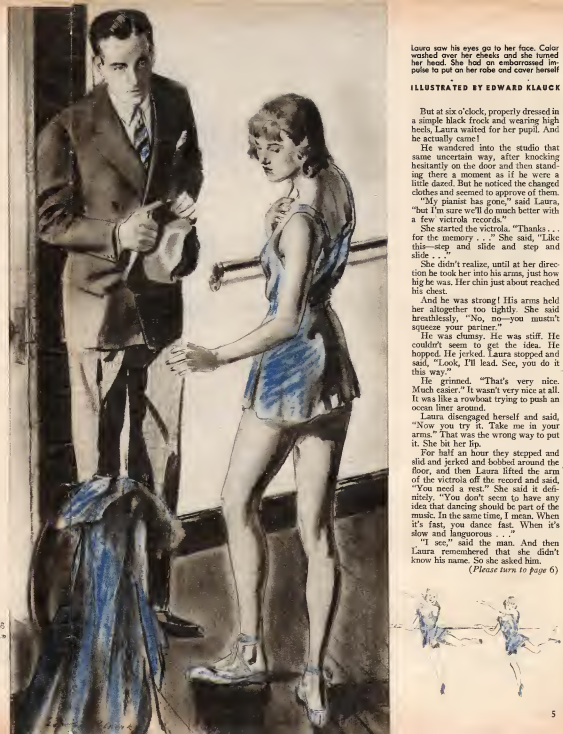 Laura saw his eyes go to her face. Color
washed over her cheeks and she turned
her head. She had an embarrassed im-
pulse to put on her robe and cover herself
ILLUSTRATED BY EDWARD KLAUCK
But at six o'clock, properly dressed in
a simple black frock and wearing high
heels, Laura waited for her pupil. And
he actually came!
He wandered into the studio that
same uncertain way, after knocking
hesitantly on the door and then stand-
ing there a moment as if he were a
little dazed. But he noticed the changed
clothes and seemed to approve of them.
"My pianist has gone," said Laura,
"but I'm sure we'll do much better with
a few victrola records."
She started the victrola. "Thanks . . .
for the memory . . ." She said, "Like
this—step and slide and step and
slide . . ."
She didn't realize, until at her direc-
tion he took her into his arms, just how
big he was. Her chin just about reached
his chest.
And he was strong! His arms held
her altogether too tightly. She said
breathlessly, "No, no—you mustn't
squeeze your partner."
He was clumsy. He was stiff. He
couldn't seem to get the idea. He
hopped. He jerked. Laura stopped and
said, "Look, I'll lead. See, you do it
this way."
He grinned. "That's very nice.
Much easier." It wasn't very nice at all.
It was like a rowboat trying to push an
ocean liner around.
Laura disengaged herself and said,
"Now you try it. Take me in your
arms." That was the wrong way to put
it. She bit her lip.
For half an hour they stepped and
slid and jerked and bobbed around the
floor, and then Laura lifted the arm
of the victrola off the record and said,
"You need a rest." She said it defi-
nitely. "You don't seem to have any
idea that dancing should be part of the
music. In the same time, I mean. When
it's fast, you dance fast. When it's
slow and languorous . . ."
"I see," said the man. And then
Laura remembered that she didn't
know his name. So she asked him.
(Please turn to page 6)
5